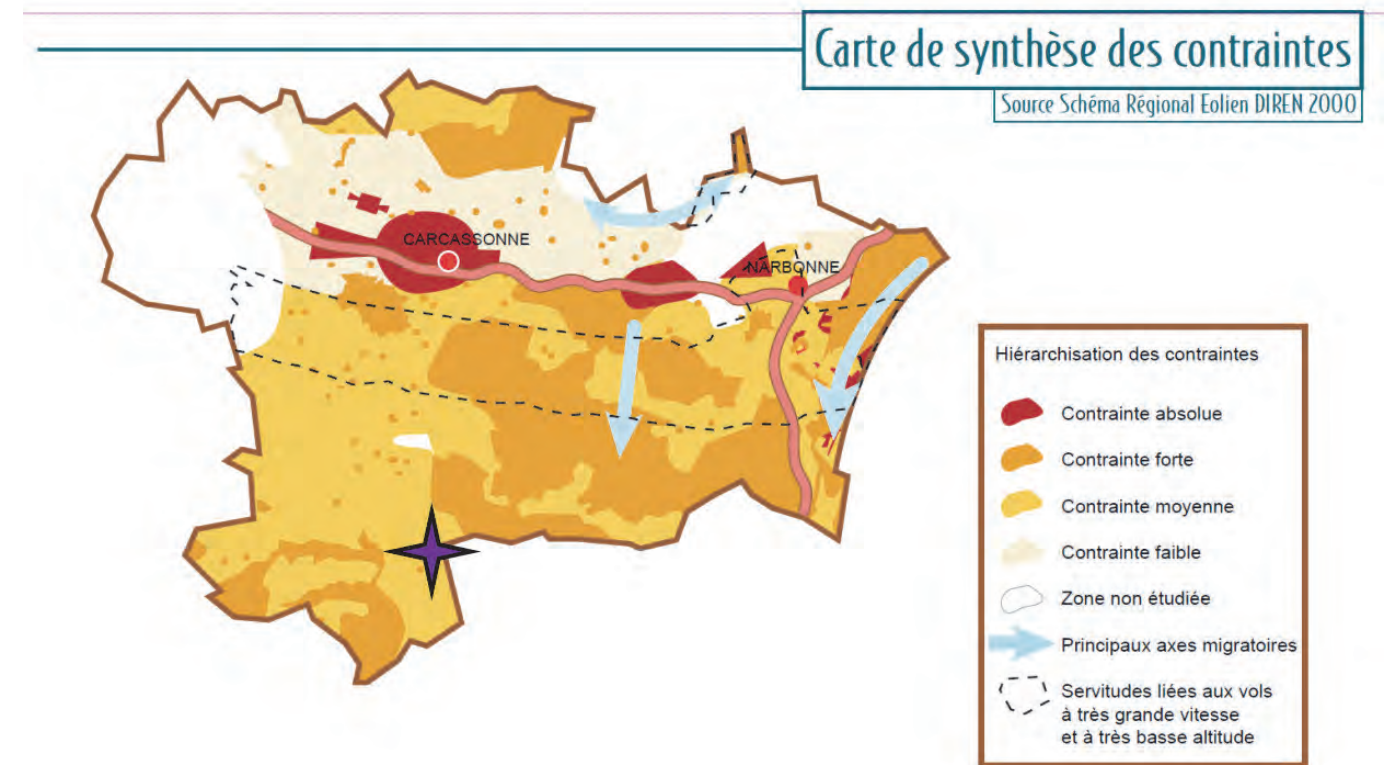 Carte de synthèse des contraintes
Source Schéma Régional Eolien DIREN 2000
CARCASSONNE
NARBONNE
Hiérarchisation des contraintes
Contrainte absolue
Contrainte forte
Contrainte moyenne
Contrainte faible
Zone non étudiée
Principaux axes migratoires
Servitudes liées aux vols
à très grande vitesse
et à très basse altitude